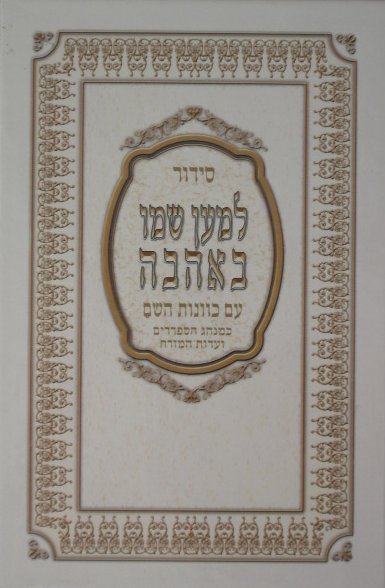 סידור
למען שמו
באהבה
עם כוונות השם
כמנהג הספרדים
ועדות המזרח